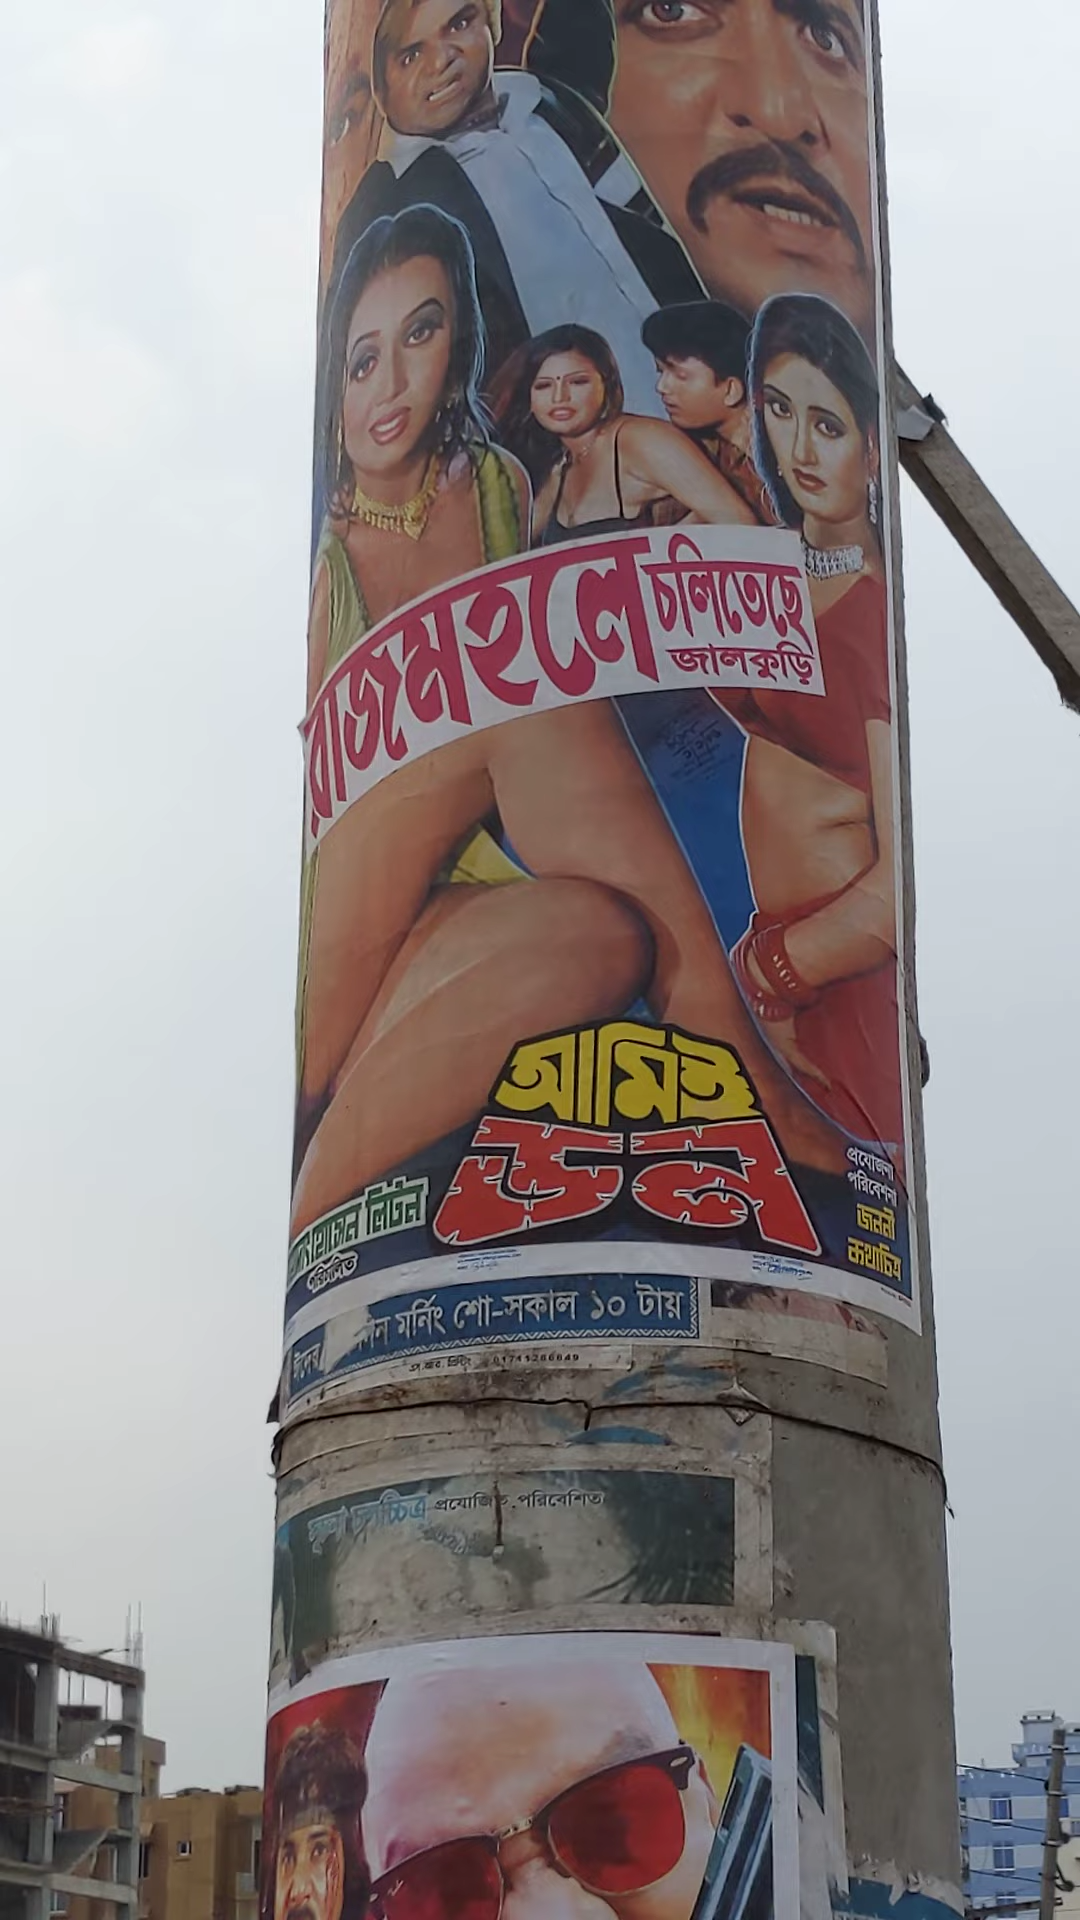 রাজমহলে চলিতেছে
জালকুড়ি
আমিই
ডন
হোসেন লিটন
পরিচালিত
প্রযোজনা
পরিবেশনা
জননী
কথাচিত্র
মর্নিং শো-সকাল ১০ টায়
প্রযোজিত, পরিবেশিত